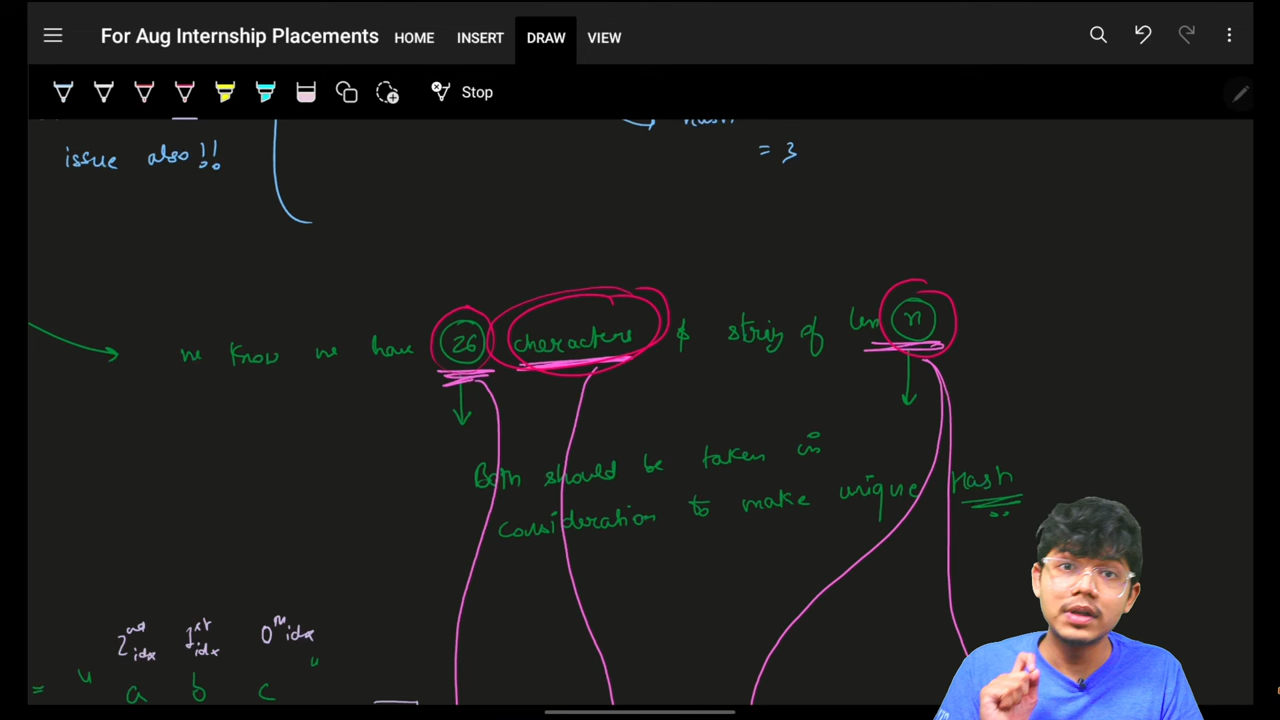 For Aug Internship Placements HOME INSERT DRAW VIEW
Stop
issue also !!
Hash
= 3
we know we have 26 characters & string of len n
Both should be taken in
consideration to make unique Hash
2nd idx 1st idx 0th idx
= " a b c "